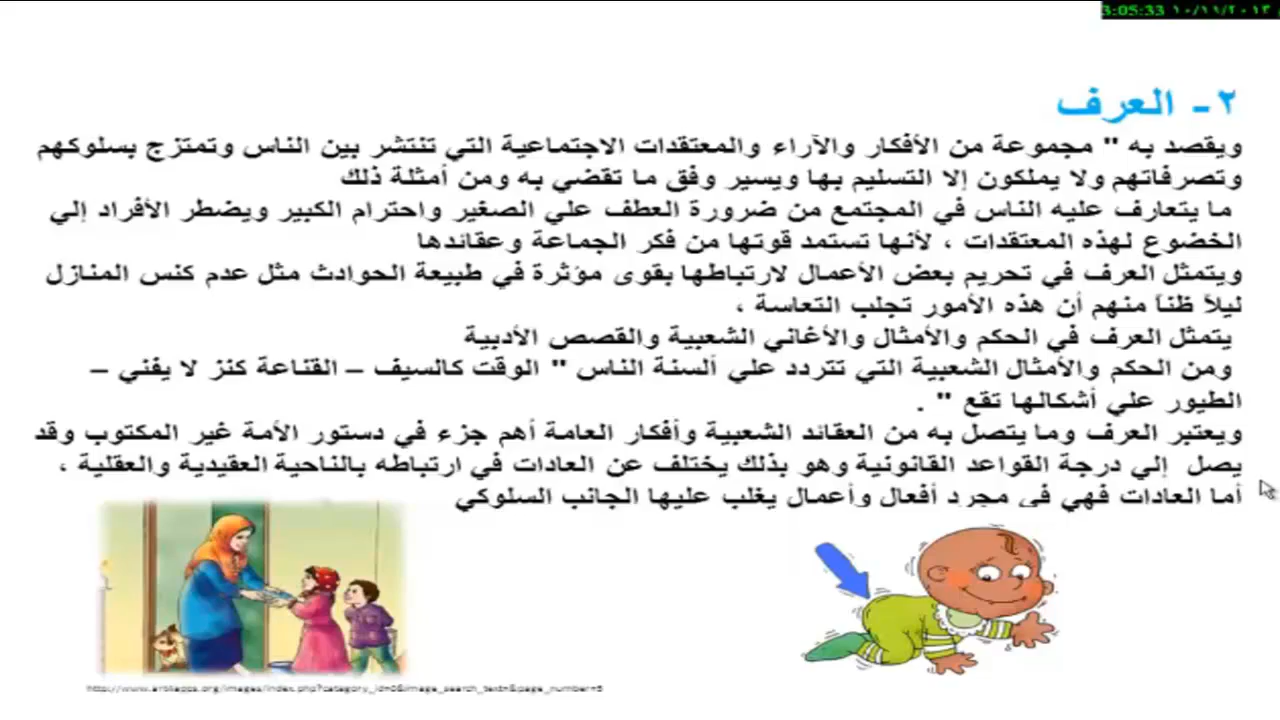 3:05:33 ١٠/١١/٢٠١٣
٢- العرف
ويقصد به " مجموعة من الأفكار والآراء والمعتقدات الاجتماعية التي تنتشر بين الناس وتمتزج بسلوكهم
وتصرفاتهم ولا يملكون إلا التسليم بها ويسير وفق ما تقضي به ومن أمثلة ذلك
ما يتعارف عليه الناس في المجتمع من ضرورة العطف علي الصغير واحترام الكبير ويضطر الأفراد إلي
الخضوع لهذه المعتقدات ، لأنها تستمد قوتها من فكر الجماعة وعقائدها
ويتمثل العرف في تحريم بعض الأعمال لارتباطها بقوى مؤثرة في طبيعة الحوادث مثل عدم كنس المنازل
ليلاً ظناً منهم أن هذه الأمور تجلب التعاسة ،
يتمثل العرف في الحكم والأمثال والأغاني الشعبية والقصص الأدبية
ومن الحكم والأمثال الشعبية التي تتردد علي ألسنة الناس " الوقت كالسيف – القناعة كنز لا يفني –
الطيور علي أشكالها تقع " .
ويعتبر العرف وما يتصل به من العقائد الشعبية وأفكار العامة أهم جزء في دستور الأمة غير المكتوب وقد
يصل إلي درجة القواعد القانونية وهو بذلك يختلف عن العادات في ارتباطه بالناحية العقيدية والعقلية ،
أما العادات فهي في مجرد أفعال وأعمال يغلب عليها الجانب السلوكي